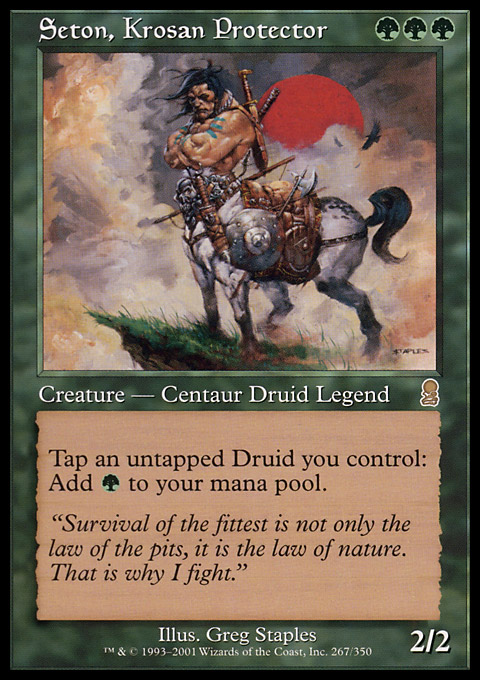 Seton, Krosan Protector
STAPLES
Creature — Centaur Druid Legend
Tap an untapped Druid you control:
Add to your mana pool.
“Survival of the fittest is not only the
law of the pits, it is the law of nature.
That is why I fight.”
Illus. Greg Staples
™ & © 1993–2001 Wizards of the Coast, Inc. 267/350
2/2